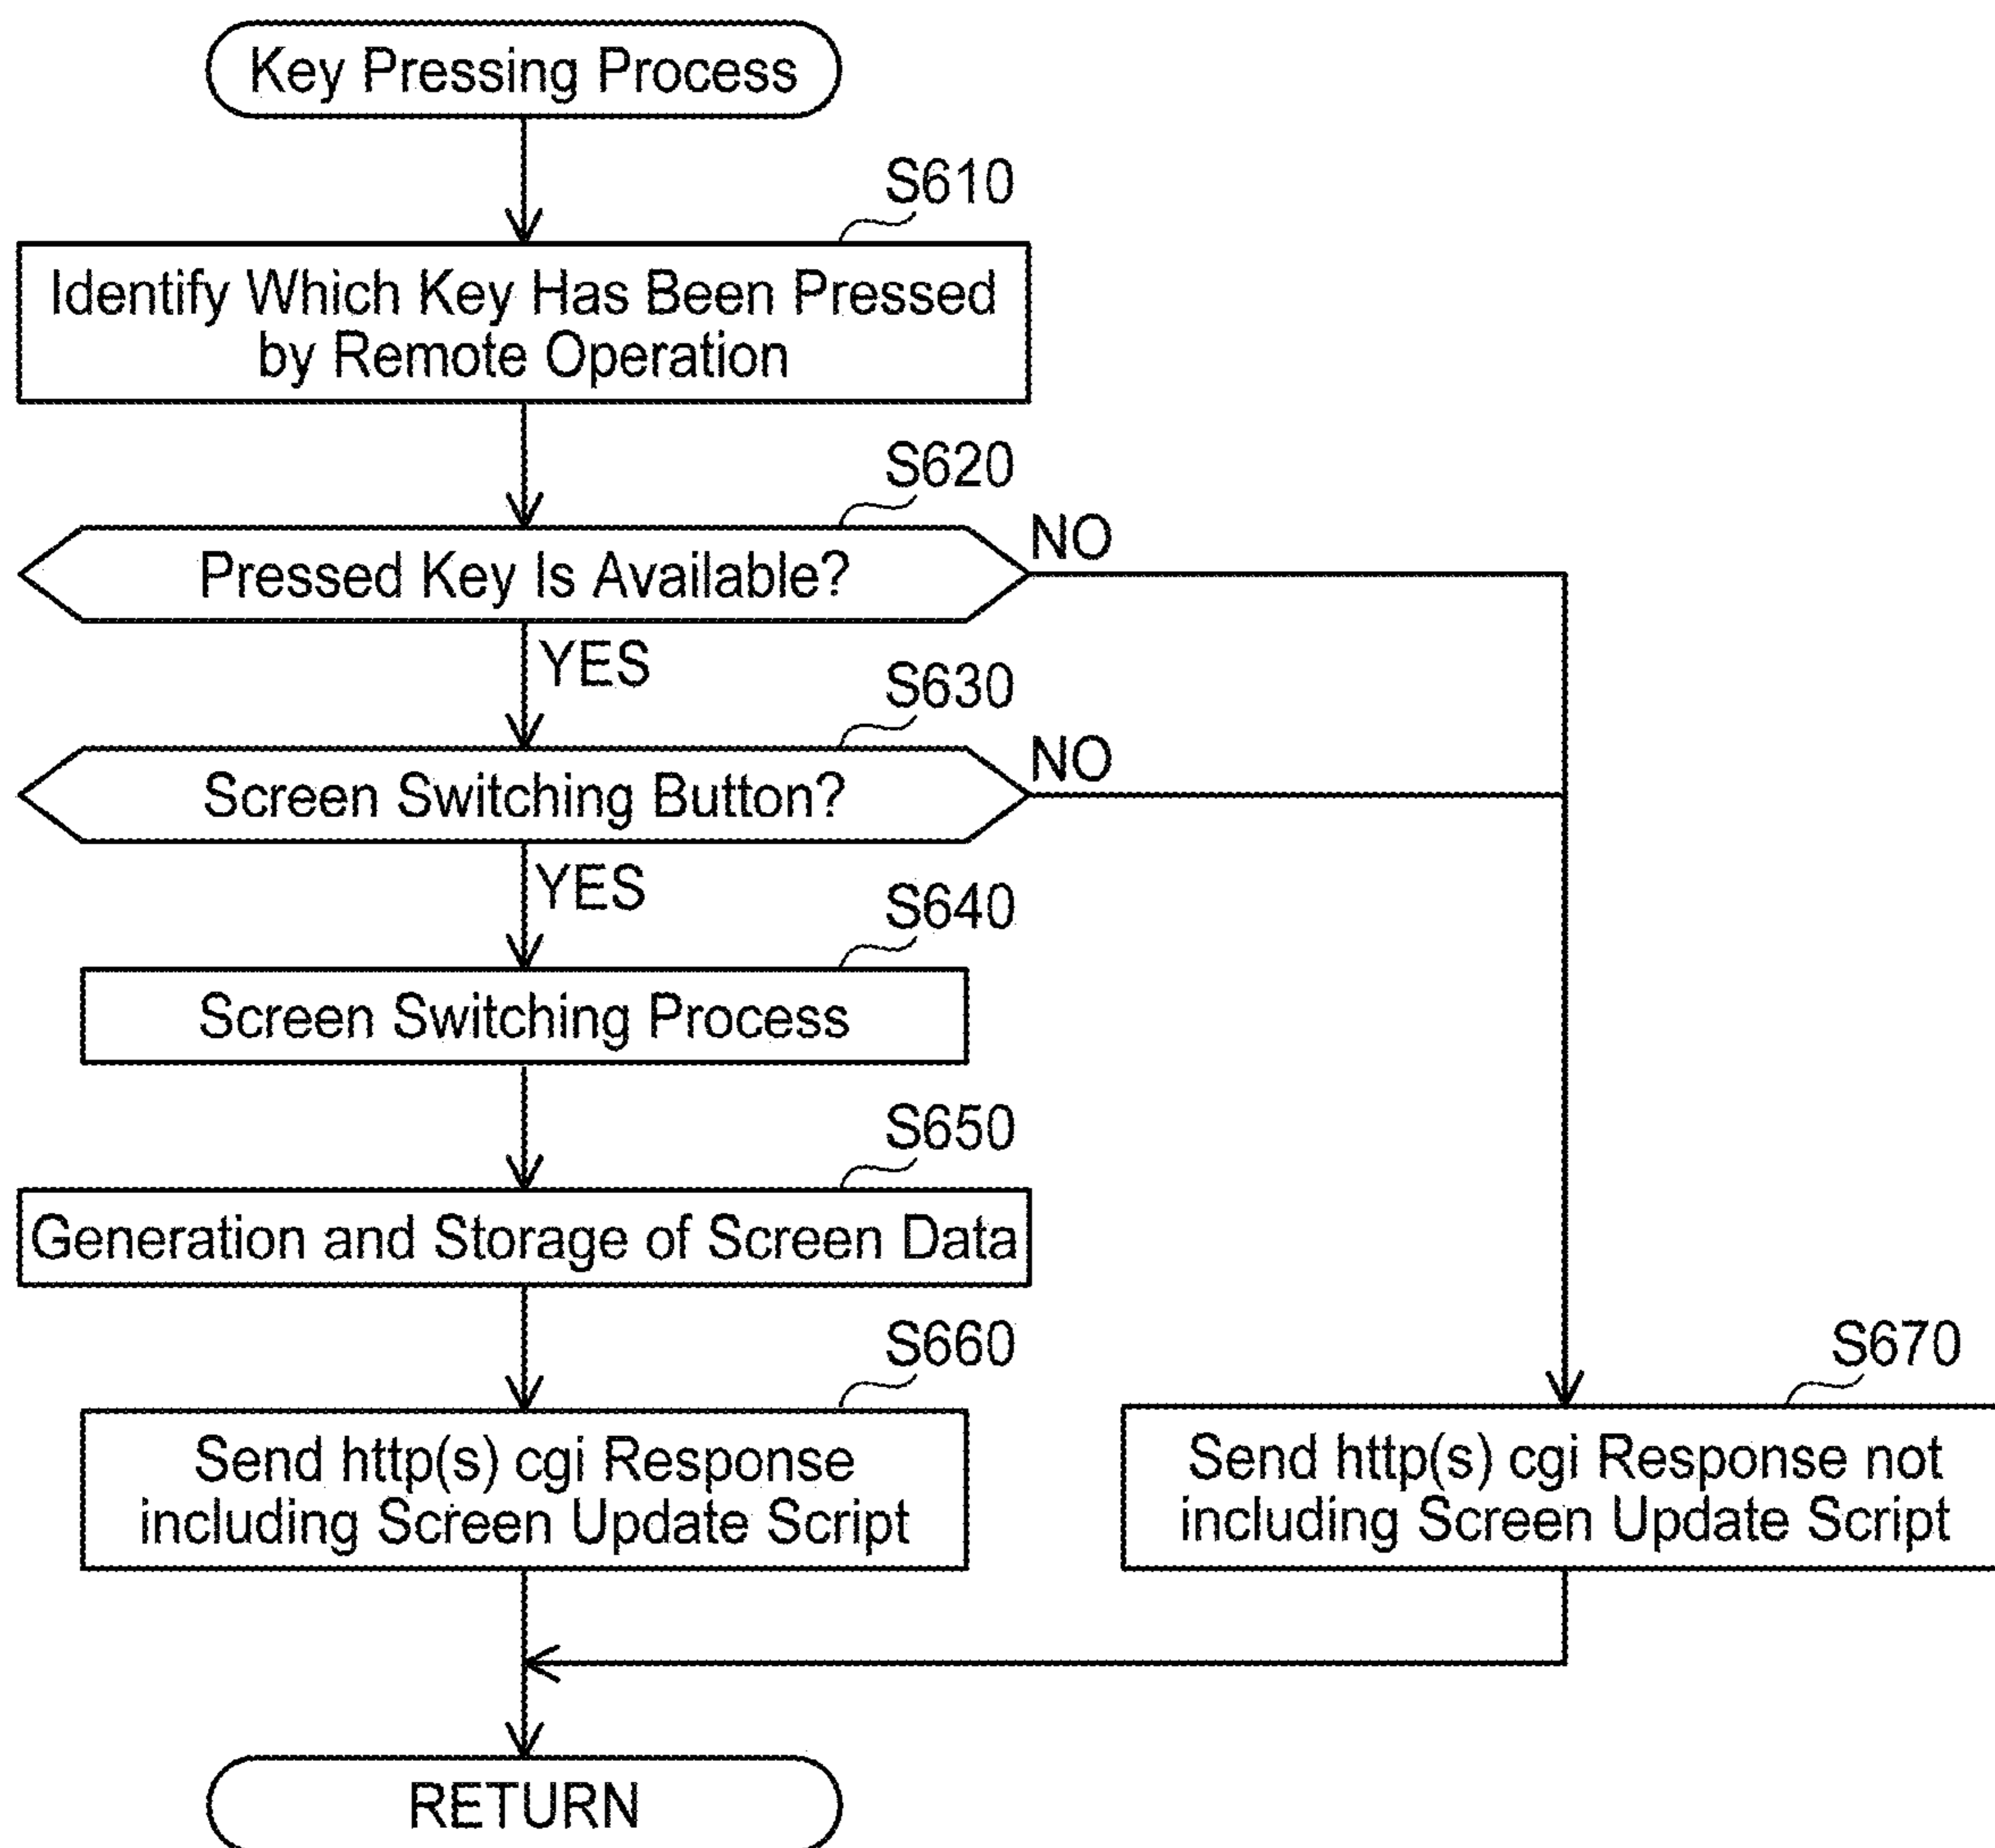 Key Pressing Process
S610
Identify Which Key Has Been Pressed
by Remote Operation
S620
Pressed Key Is Available?
NO
YES
S630
Screen Switching Button?
NO
YES
S640
Screen Switching Process
S650
Generation and Storage of Screen Data
S660
Send http(s) cgi Response
including Screen Update Script
S670
Send http(s) cgi Response not
including Screen Update Script
RETURN